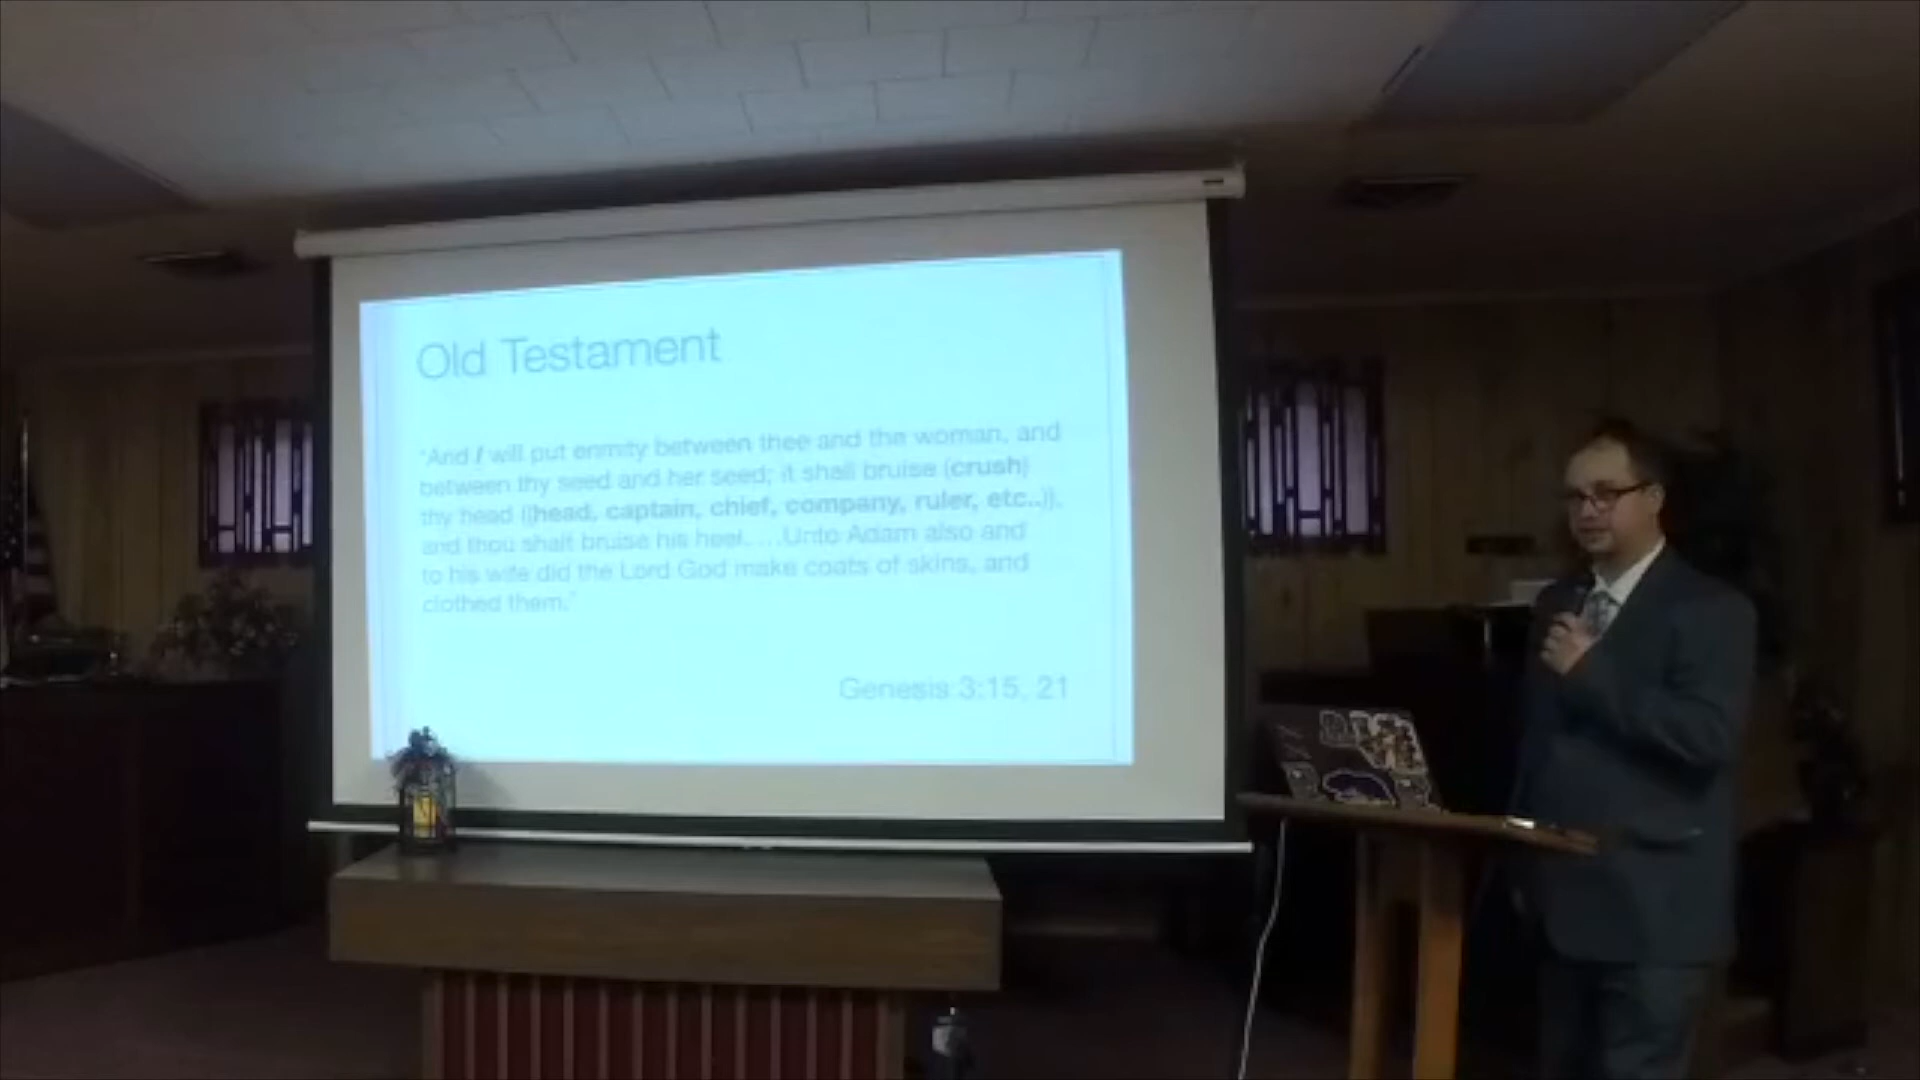 Old Testament
"And I will put enmity between thee and the woman, and
between thy seed and her seed; it shall bruise (crush)
thy head ((head, captain, chief, company, ruler, etc..)),
and thou shalt bruise his heel. ...Unto Adam also and
to his wife did the Lord God make coats of skins, and
clothed them."
Genesis 3:15, 21